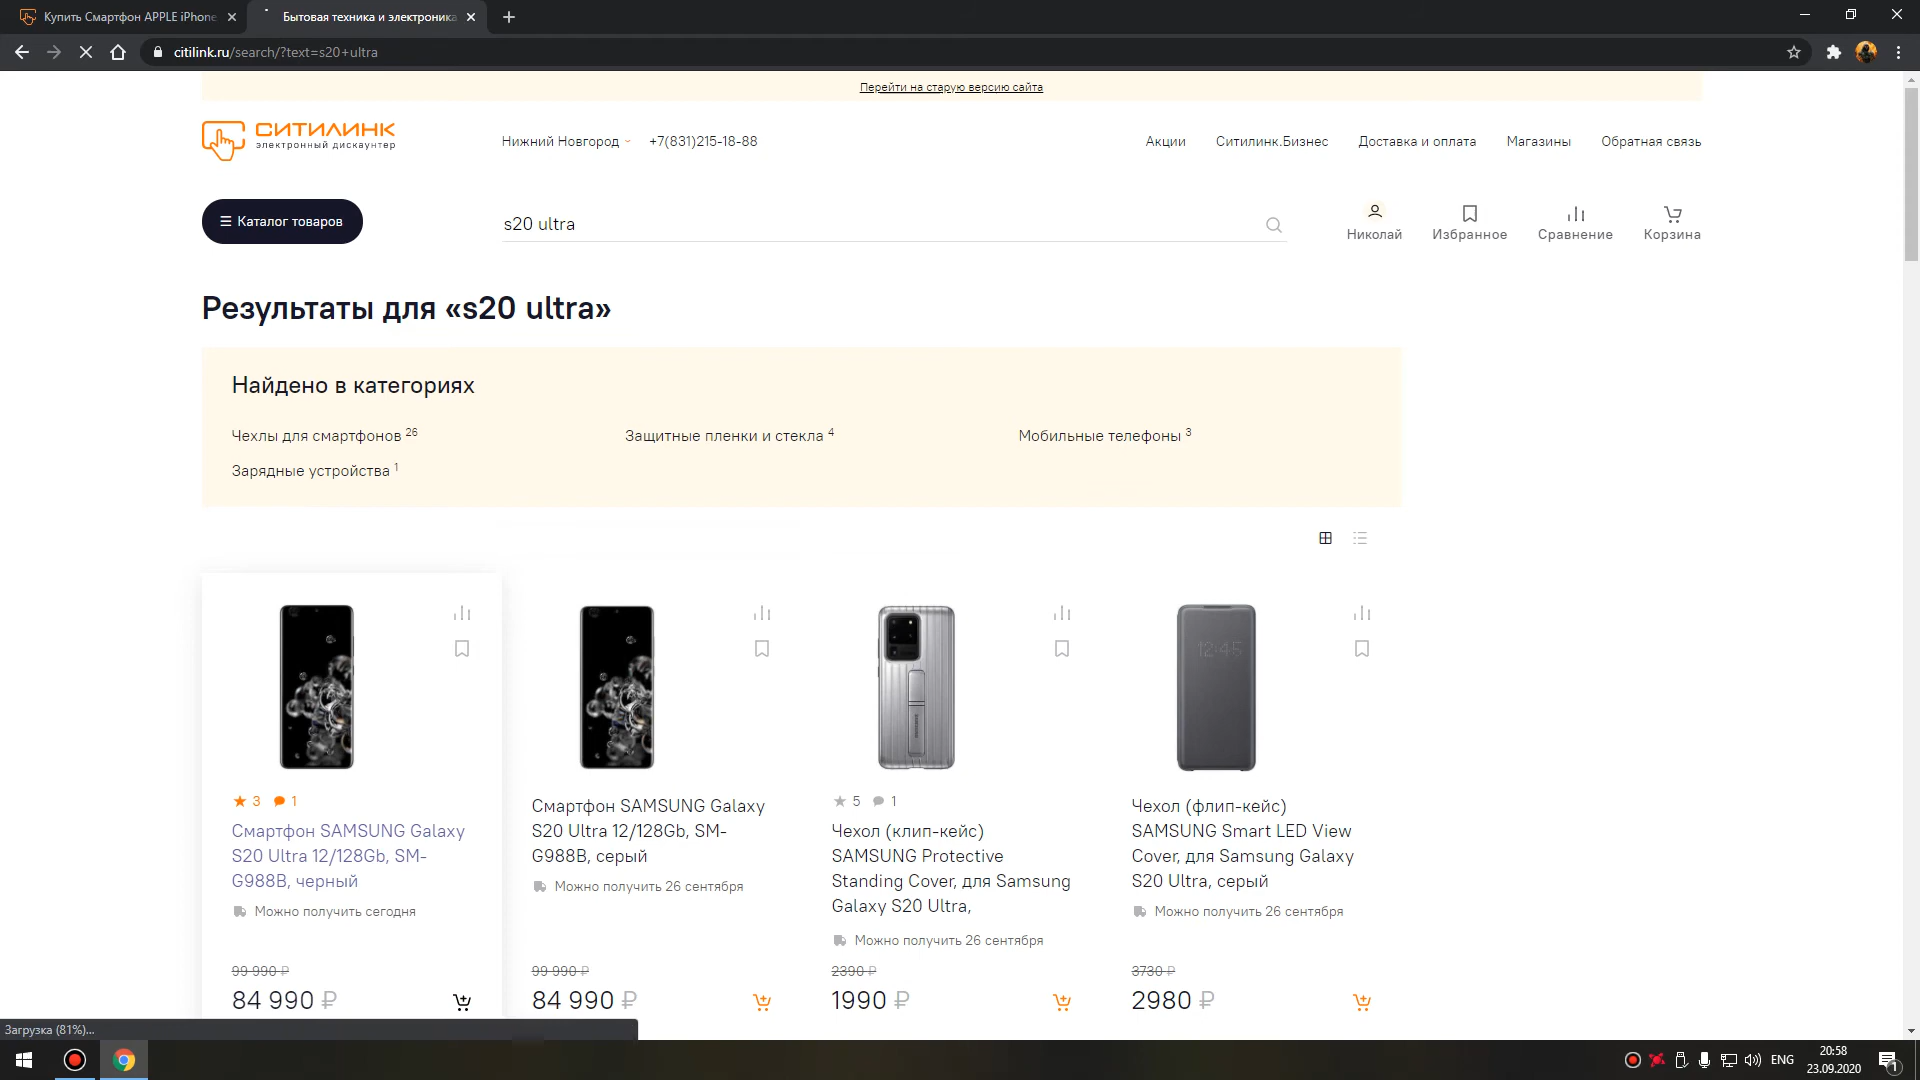 Купить Смартфон APPLE iPhone
Бытовая техника и электроника
citilink.ru/search/?text=s20+ultra
Перейти на старую версию сайта
СИТИЛИНК
электронный дискаунтер
Нижний Новгород
+7(831)215-18-88
Акции
Ситилинк.Бизнес
Доставка и оплата
Магазины
Обратная связь
Каталог товаров
s20 ultra
Николай
Избранное
Сравнение
Корзина
Результаты для «s20 ultra»
Найдено в категориях
Чехлы для смартфонов 26
Защитные пленки и стекла 4
Мобильные телефоны 3
Зарядные устройства 1
12:45
3 1
Смартфон SAMSUNG Galaxy
S20 Ultra 12/128Gb, SM-
G988B, черный
Можно получить сегодня
99 990 ₽
84 990 ₽
Смартфон SAMSUNG Galaxy
S20 Ultra 12/128Gb, SM-
G988B, серый
Можно получить 26 сентября
99 990 ₽
84 990 ₽
5 1
Чехол (клип-кейс)
SAMSUNG Protective
Standing Cover, для Samsung
Galaxy S20 Ultra,
Можно получить 26 сентября
2390 ₽
1990 ₽
Чехол (флип-кейс)
SAMSUNG Smart LED View
Cover, для Samsung Galaxy
S20 Ultra, серый
Можно получить 26 сентября
3730 ₽
2980 ₽
Загрузка (81%)...
ENG
20:58
23.09.2020
1